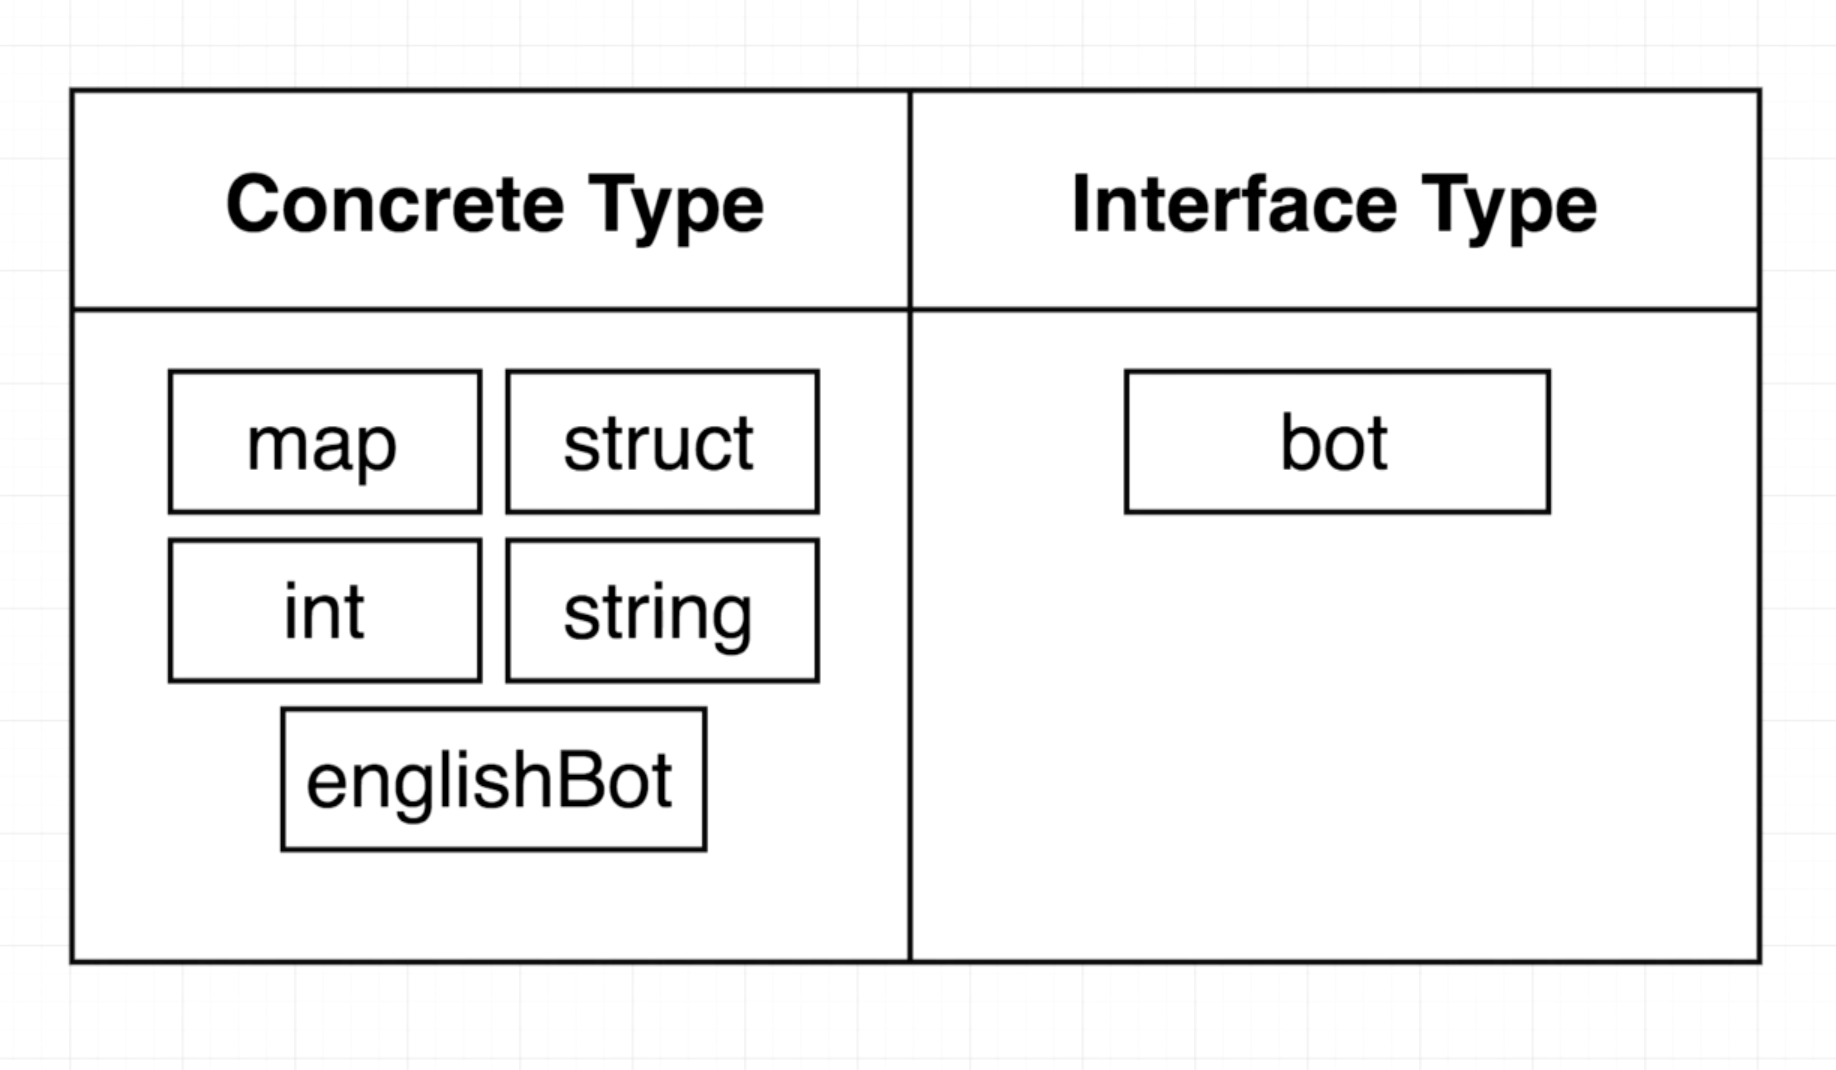 Concrete Type
Interface Type
map
struct
bot
int
string
englishBot